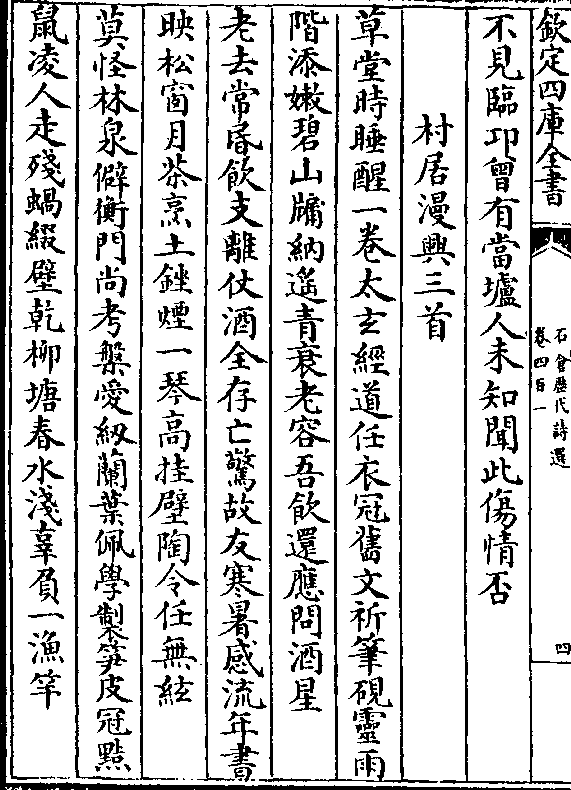 欽定四庫全書
石倉歷代詩選
卷四百一
四
不見臨邛曾有當壚人未知聞此傷情否
村居漫興三首
草堂時睡醒一卷太玄經道任衣冠舊文祈筆硯靈雨
階添嫩碧山牖納遙青衰老容吾飲還應問酒星
老去常昏飲支離仗酒全存亡驚故友寒暑感流年書
映松窗月茶烹土銼煙一琴高挂壁陶令任無絃
莫怪林泉僻衡門尚考槃愛紉蘭葉佩學製笋皮冠㸃
鼠凌人走殘蝸綴壁乾柳塘春水淺辜負一漁竿